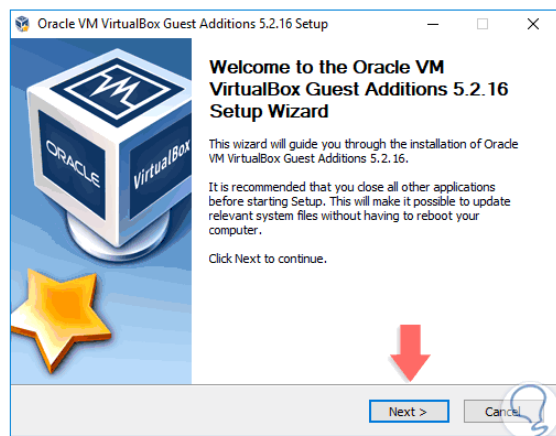 Oracle VM VirtualBox Guest Additions 5.2.16 Setup
Welcome to the Oracle VM
VirtualBox Guest Additions 5.2.16
Setup Wizard
This wizard will guide you through the installation of Oracle
VM VirtualBox Guest Additions 5.2.16.
It is recommended that you close all other applications
before starting Setup. This will make it possible to update
relevant system files without having to reboot your
computer.
Click Next to continue.
ORACLE
VirtualBox
Next >
Cancel